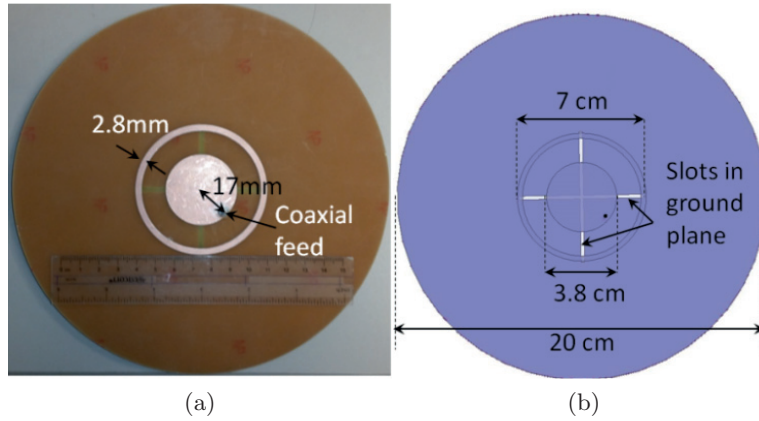 2.8mm
17mm
Coaxial
feed
7 cm
Slots in
ground
plane
3.8 cm
20 cm
(a)
(b)